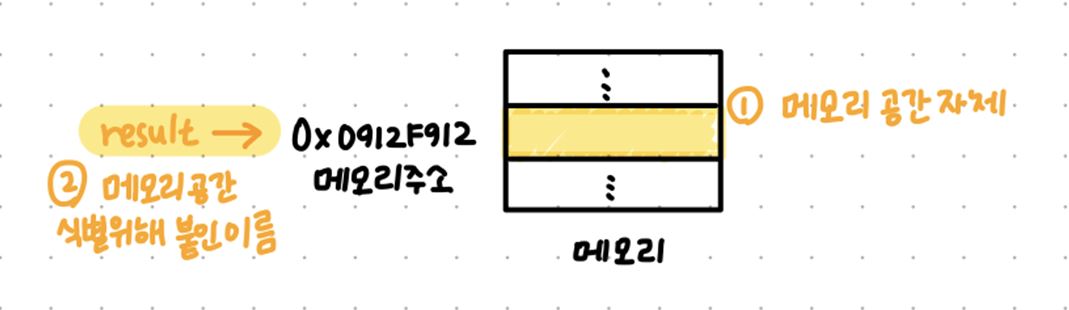 result →
0x0912F912
메모리주소
② 메모리공간
식별위해 붙인이름
① 메모리 공간 자체
메모리